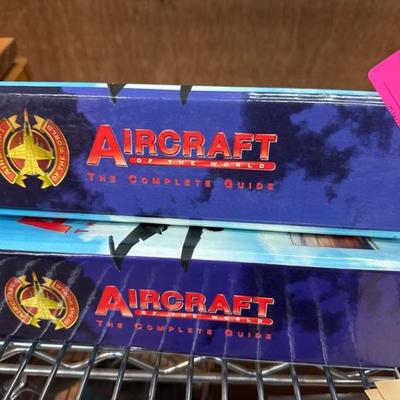 AIRCRAFT
OF THE WORLD
THE COMPLETE GUIDE
AIRCRAFT
OF THE WORLD
THE COMPLETE GUIDE